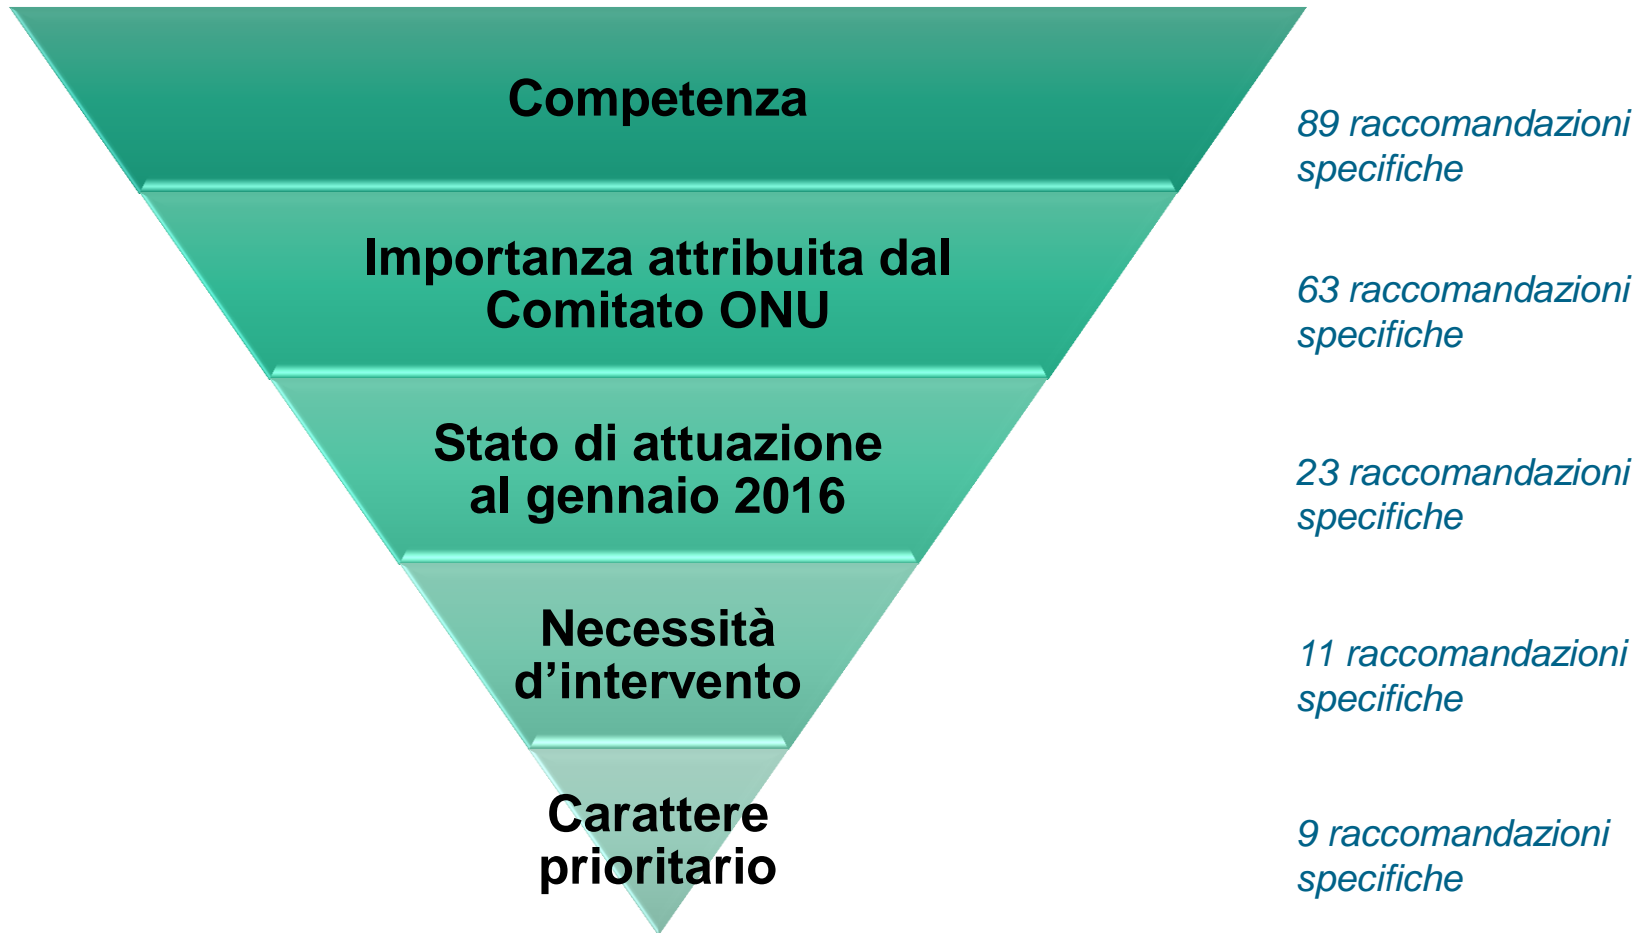 Competenza
89 raccomandazioni
specifiche
Importanza attribuita dal
Comitato ONU
63 raccomandazioni
specifiche
Stato di attuazione
al gennaio 2016
23 raccomandazioni
specifiche
Necessità
d’intervento
11 raccomandazioni
specifiche
Carattere
prioritario
9 raccomandazioni
specifiche